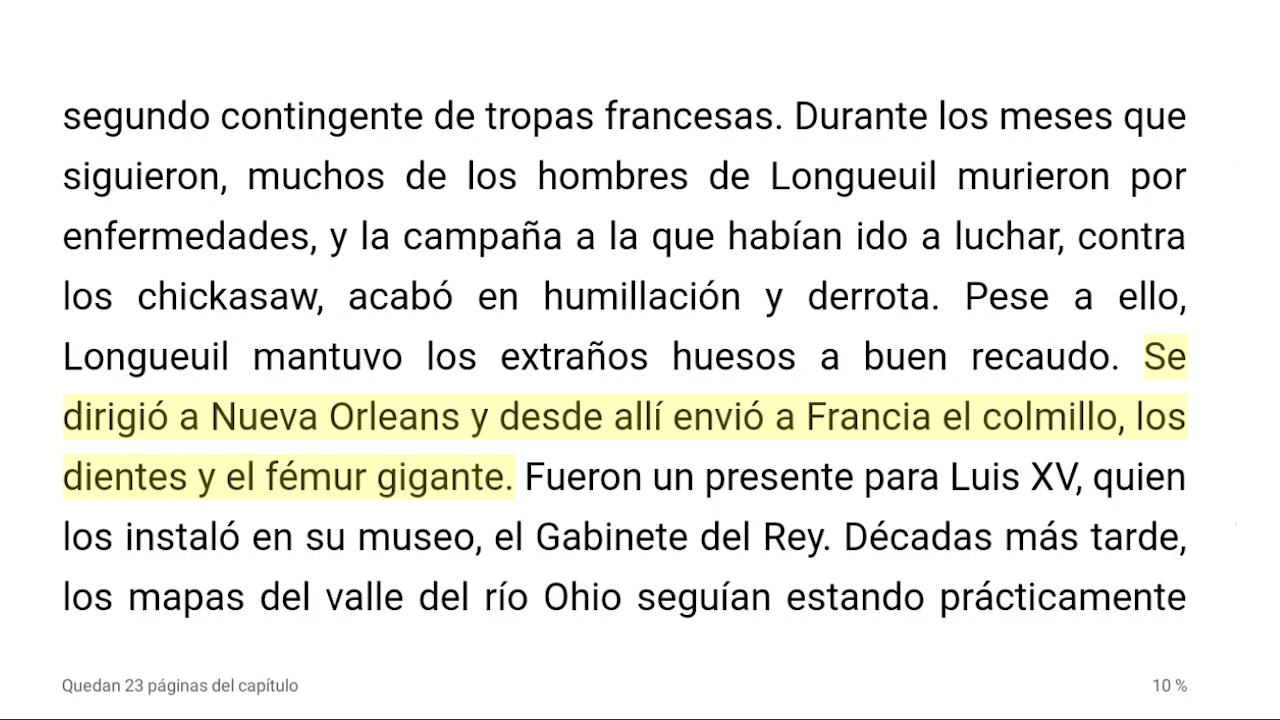 segundo contingente de tropas francesas. Durante los meses que
siguieron, muchos de los hombres de Longueuil murieron por
enfermedades, y la campaña a la que habían ido a luchar, contra
los chickasaw, acabó en humillación y derrota. Pese a ello,
Longueuil mantuvo los extraños huesos a buen recaudo. Se
dirigió a Nueva Orleans y desde allí envió a Francia el colmillo, los
dientes y el fémur gigante. Fueron un presente para Luis XV, quien
los instaló en su museo, el Gabinete del Rey. Décadas más tarde,
los mapas del valle del río Ohio seguían estando prácticamente
Quedan 23 páginas del capítulo
10 %